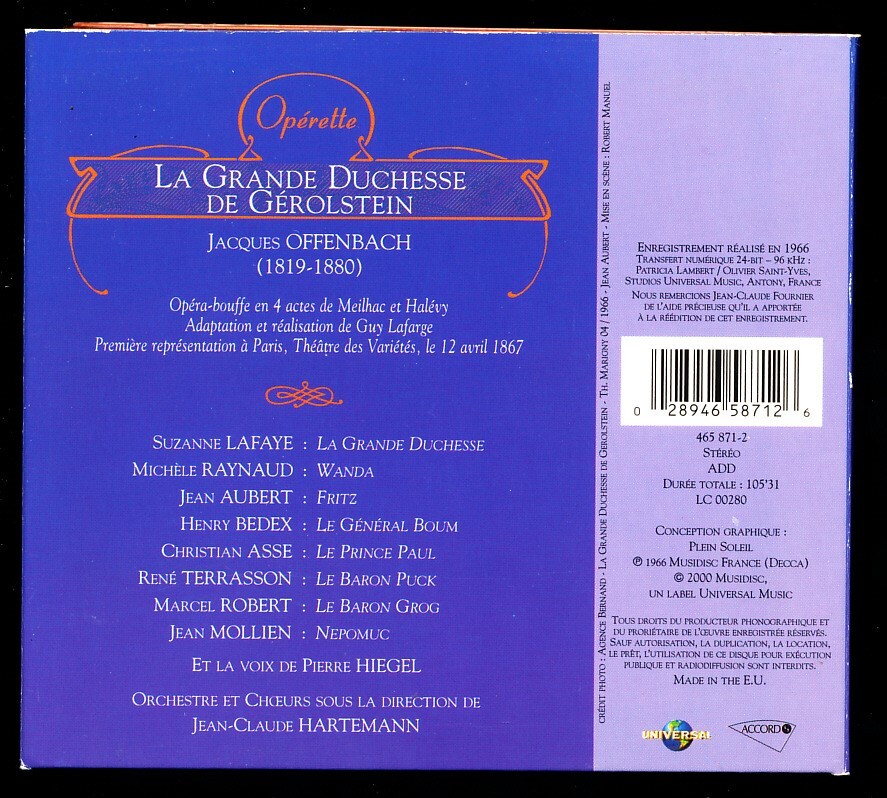 Opérette
La Grande Duchesse
de Gérolstein
Jacques OFFENBACH
(1819-1880)
Opéra-bouffe en 4 actes de Meilhac et Halévy
Adaptation et réalisation de Guy Lafarge
Première représentation à Paris, Théâtre des Variétés, le 12 avril 1867
Suzanne LAFAYE : La Grande Duchesse
Michèle RAYNAUD : Wanda
Jean AUBERT : Fritz
Henry BEDEX : Le Général Boum
Christian ASSE : Le Prince Paul
René TERRASSON : Le Baron Puck
Marcel ROBERT : Le Baron Grog
Jean MOLLIEN : Nepomuc
Et la voix de Pierre HIEGEL
Orchestre et Chœurs sous la direction de
Jean-Claude HARTEMANN
crédit photo : Agence Bernand - La Grande Duchesse de Gerolstein - Th. Marigny 04 / 1966 - Jean Aubert - Mise en scène : Robert Manuel
Enregistrement réalisé en 1966
Transfert numérique 24-bit – 96 kHz :
Patricia Lambert / Olivier Saint-Yves,
Studios Universal Music, Antony, France
Nous remercions Jean-Claude Fournier
de l'aide précieuse qu'il a apportée
à la réédition de cet enregistrement.
0 28946 58712 6
465 871-2
Stéréo
ADD
Durée totale : 105'31
LC 00280
Conception graphique :
Plein Soleil
℗ 1966 Musidisc France (Decca)
© 2000 Musidisc,
un label Universal Music
Tous droits du producteur phonographique et
du proriétaire de l'œuvre enregistrée réservés.
Sauf autorisation, la duplication, la location,
le prêt, l'utilisation de ce disque pour exécution
publique et radiodiffusion sont interdits.
Made in the E.U.
UNIVERSAL
ACCORD